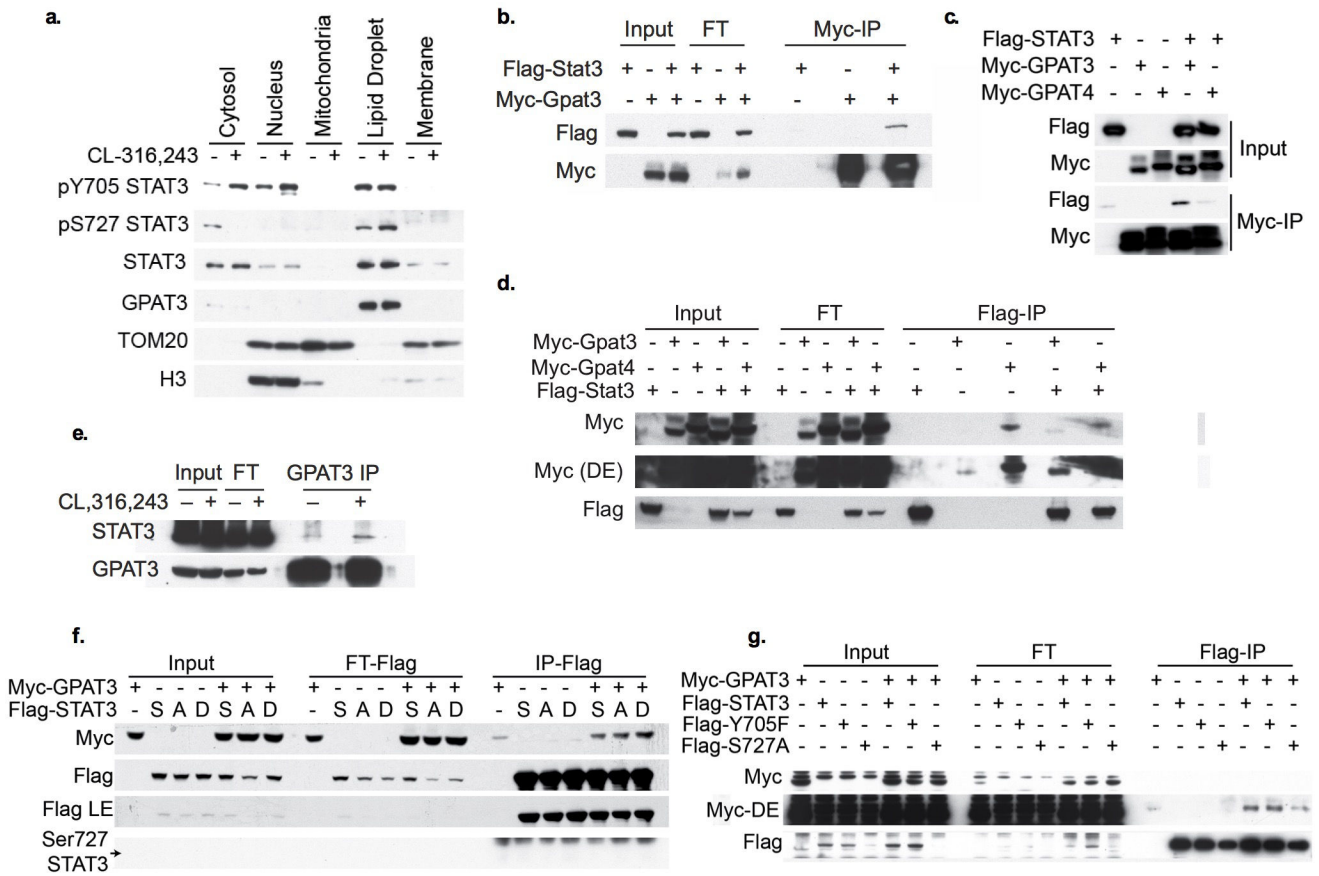 a.
Cytosol
Nucleus
Mitochondria
Lipid Droplet
Membrane
CL-316,243 - + - + - + - + - +
pY705 STAT3
pS727 STAT3
STAT3
GPAT3
TOM20
H3
b.
Input FT Myc-IP
Flag-Stat3 + - + + - + + - +
Myc-Gpat3 - + + - + + - + +
Flag
Myc
c.
Flag-STAT3 + - - + +
Myc-GPAT3 - + - + -
Myc-GPAT4 - - + - +
Flag
Myc
Input
Flag
Myc
Myc-IP
d.
Input FT Flag-IP
Myc-Gpat3 - + - + - - + - + - - + - + -
Myc-Gpat4 - - + - + - - + - + - - + - +
Flag-Stat3 + - - + + + - - + + + - - + +
Myc
Myc (DE)
Flag
e.
Input FT GPAT3 IP
CL,316,243 – + – + – +
STAT3
GPAT3
f.
Input FT-Flag IP-Flag
Myc-GPAT3 + - - - + + + + - - - + + + + - - - + + +
Flag-STAT3 - S A D S A D - S A D S A D - S A D S A D
Myc
Flag
Flag LE
Ser727
STAT3
g.
Input FT Flag-IP
Myc-GPAT3 + - - - + + + + - - - + + + + - - - + + +
Flag-STAT3 - + - - + - - - + - - + - - - + - - + - -
Flag-Y705F - - + - - + - - - + - - + - - - + - - + -
Flag-S727A - - - + - - + - - - + - - + - - - + - - +
Myc
Myc-DE
Flag